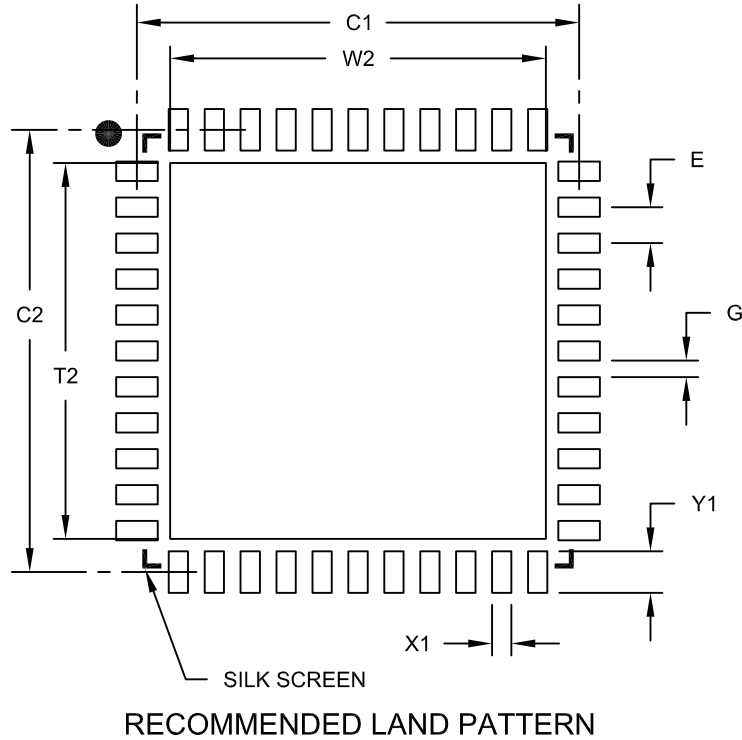 C1
W2
E
G
C2
T2
Y1
X1
SILK SCREEN
RECOMMENDED LAND PATTERN